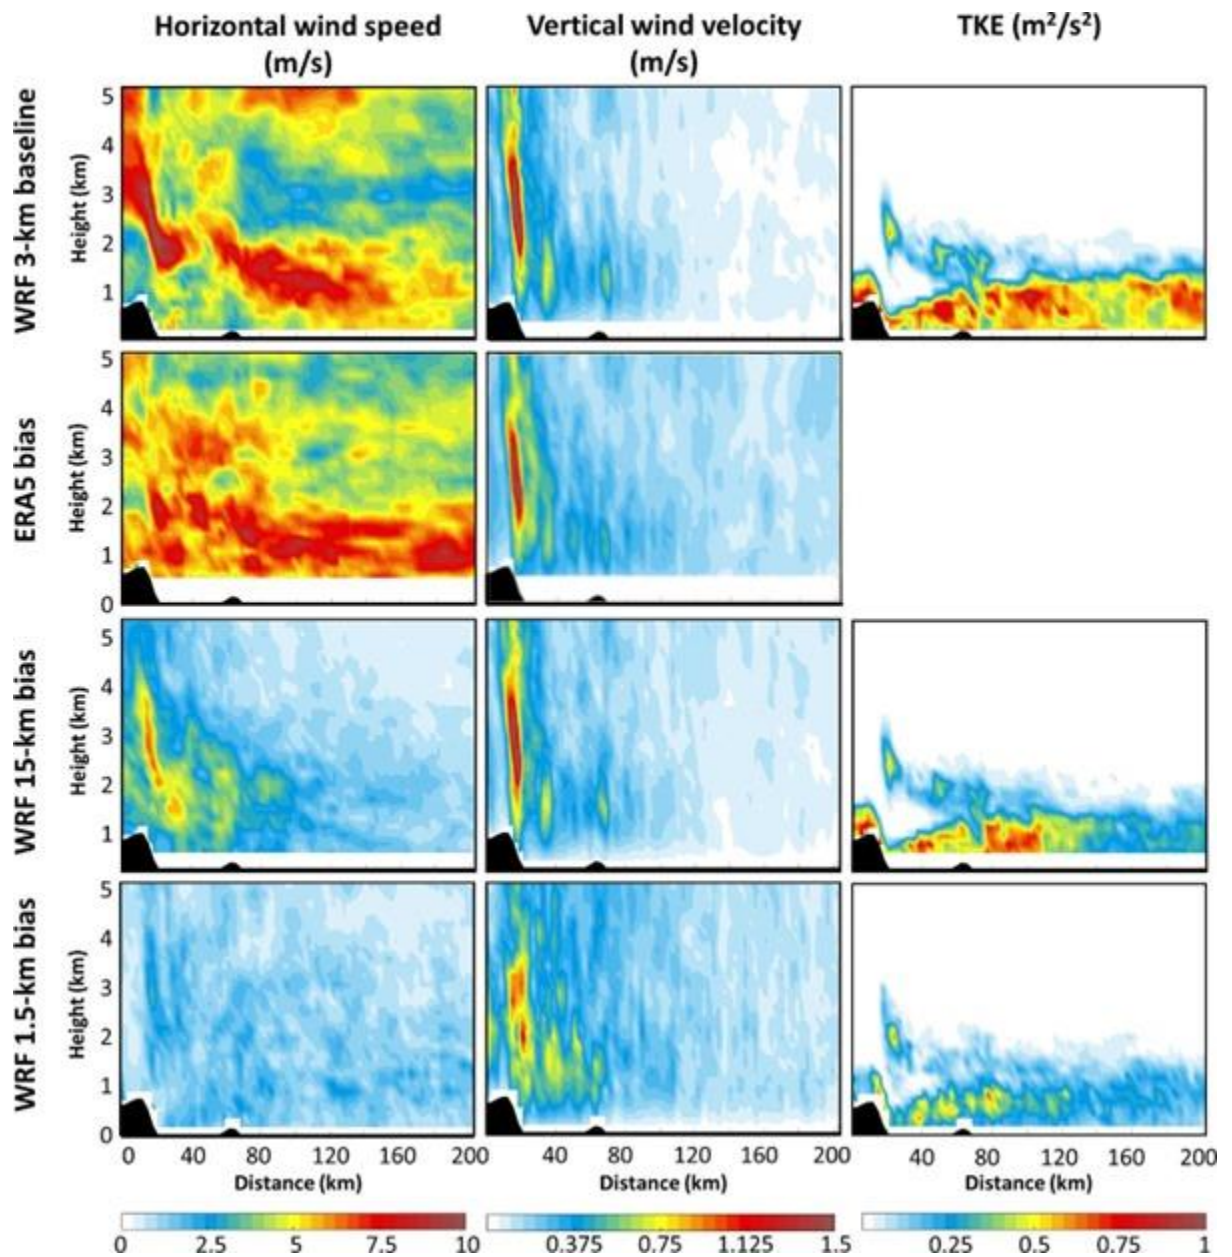 Horizontal wind speed
(m/s)
Vertical wind velocity
(m/s)
TKE (m²/s²)
WRF 3-km baseline
Height (km)
5
4
3
2
1
ERA5 bias
Height (km)
5
4
3
2
1
0
WRF 15-km bias
Height (km)
5
4
3
2
1
WRF 1.5-km bias
Height (km)
5
4
3
2
1
0
0 40 80 120 160 200
40 80 120 160 200
40 80 120 160 200
Distance (km)
Distance (km)
Distance (km)
0 2.5 5 7.5 10
0.375 0.75 1.125 1.5
0.25 0.5 0.75 1